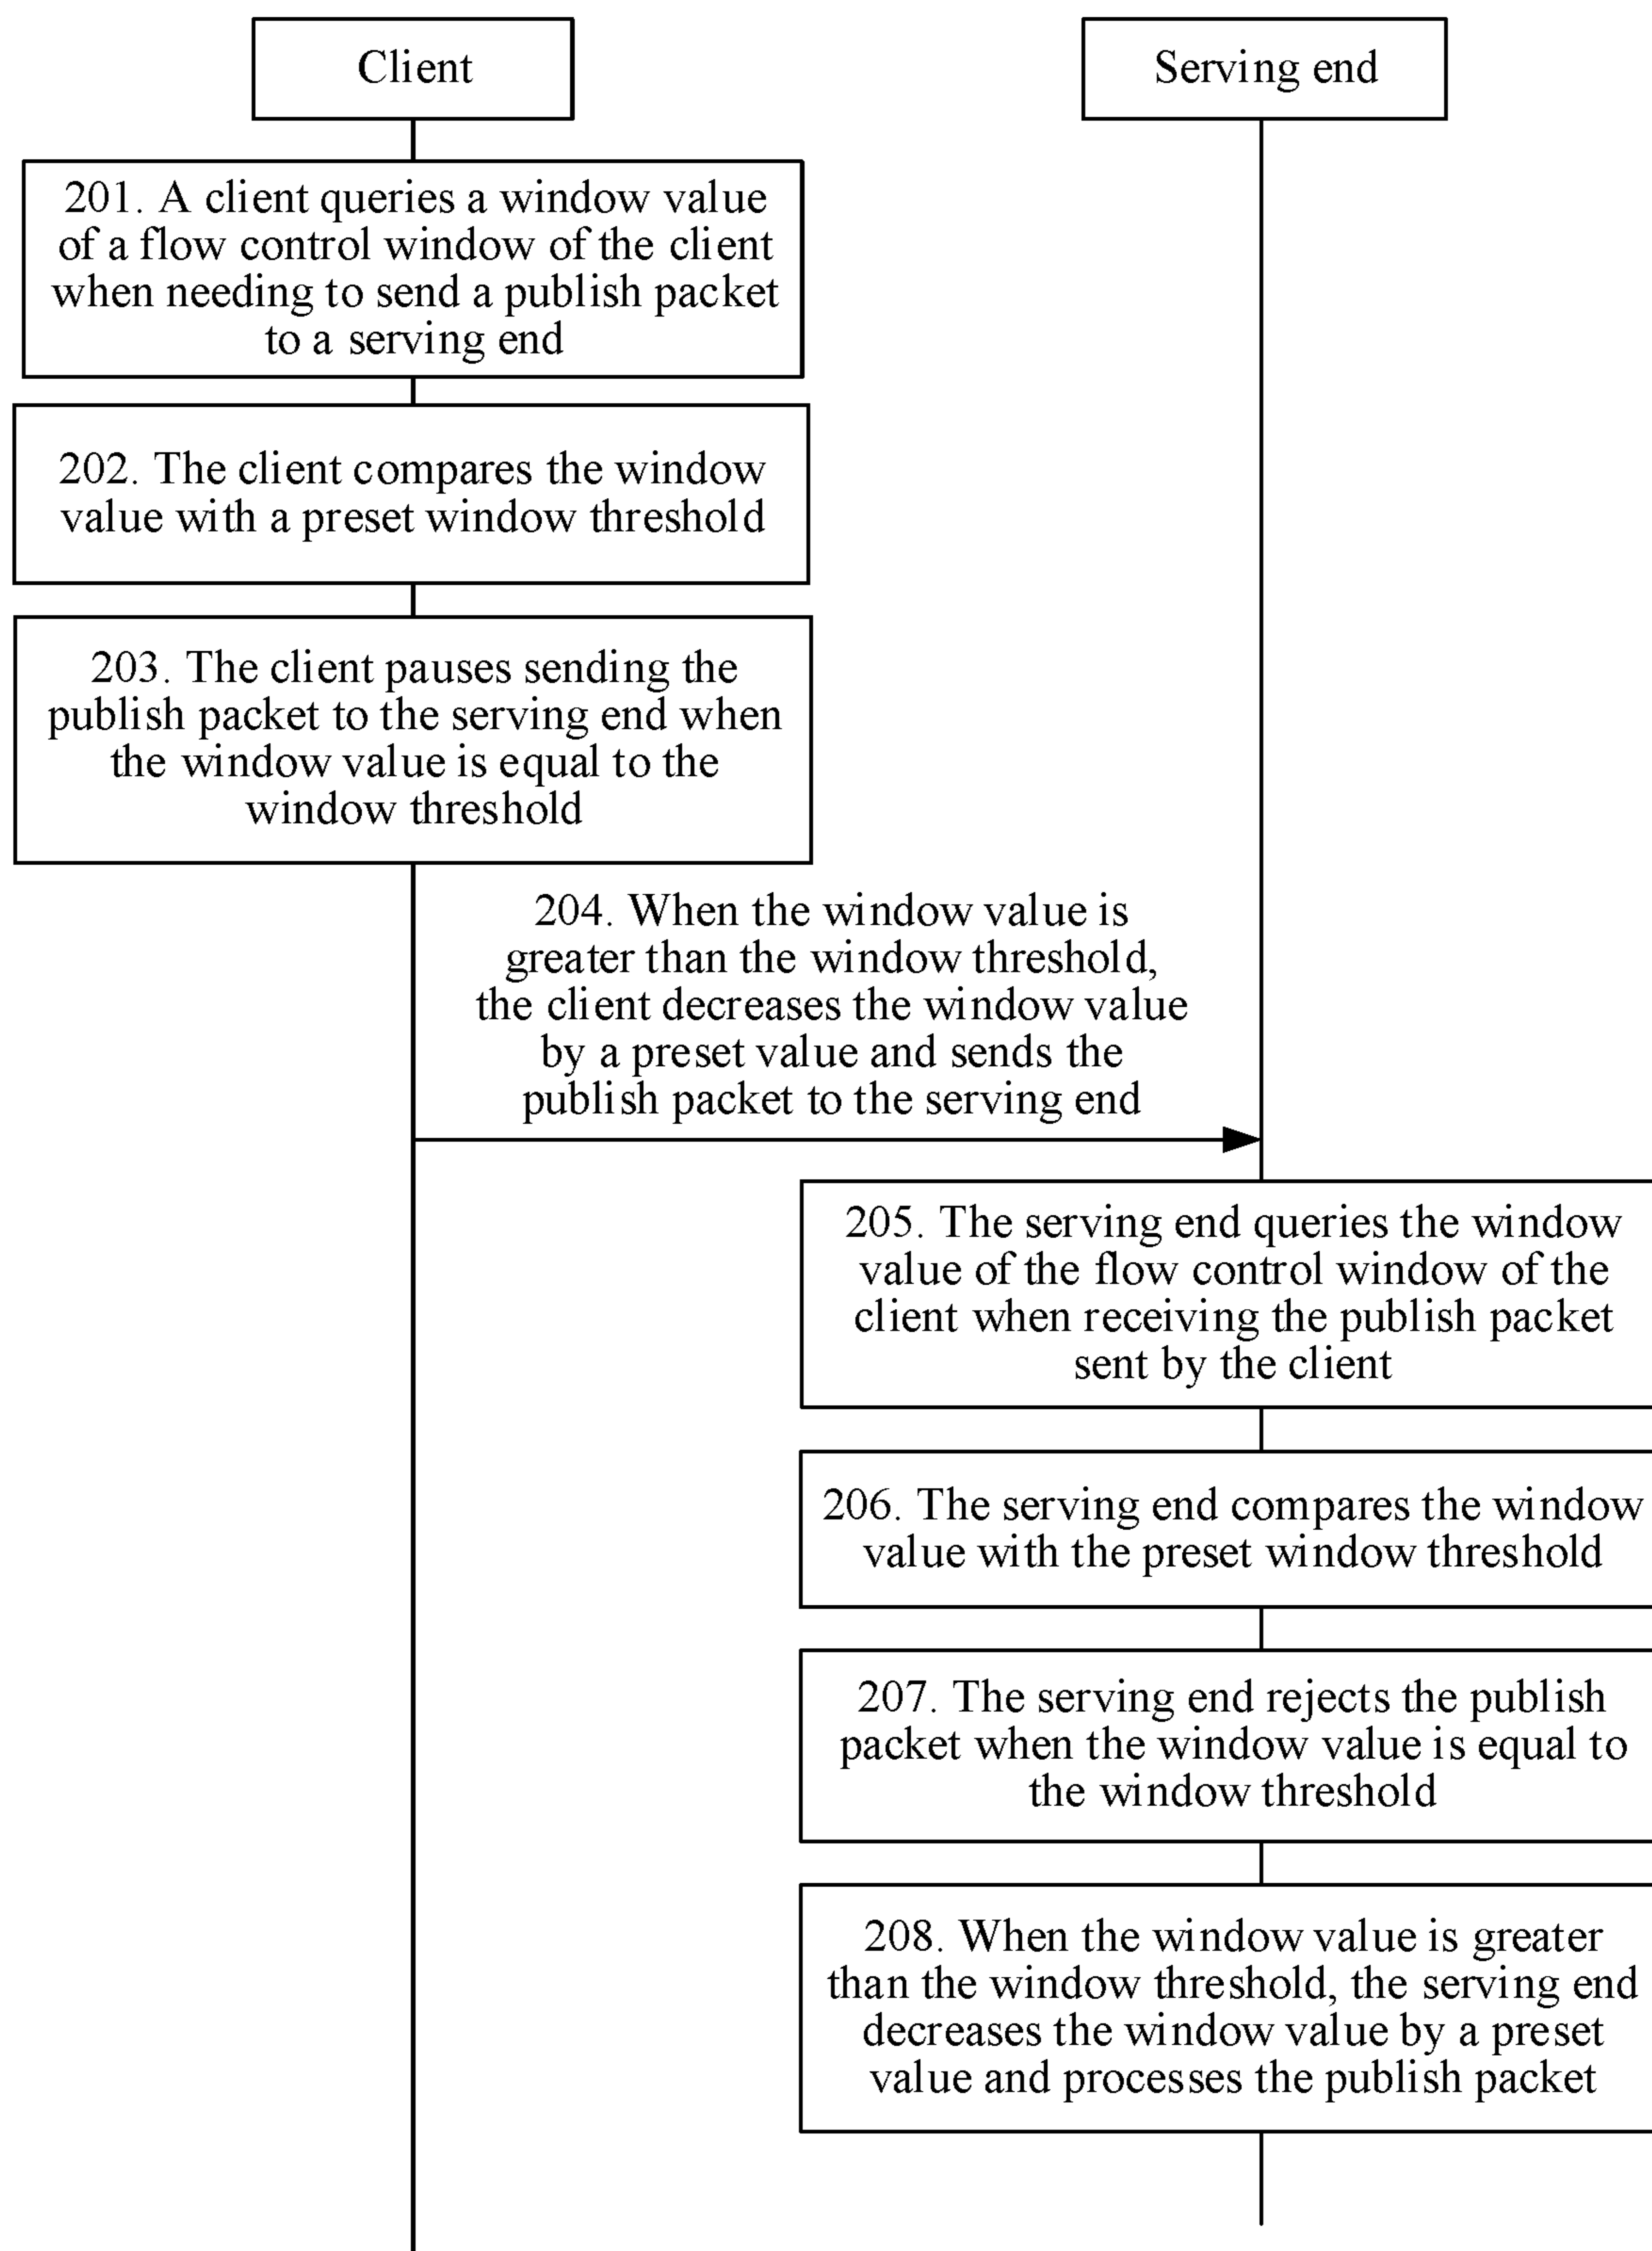 Client
Serving end
201. A client queries a window value
of a flow control window of the client
when needing to send a publish packet
to a serving end
202. The client compares the window
value with a preset window threshold
203. The client pauses sending the
publish packet to the serving end when
the window value is equal to the
window threshold
204. When the window value is
greater than the window threshold,
the client decreases the window value
by a preset value and sends the
publish packet to the serving end
205. The serving end queries the window
value of the flow control window of the
client when receiving the publish packet
sent by the client
206. The serving end compares the window
value with the preset window threshold
207. The serving end rejects the publish
packet when the window value is equal to
the window threshold
208. When the window value is greater
than the window threshold, the serving end
decreases the window value by a preset
value and processes the publish packet